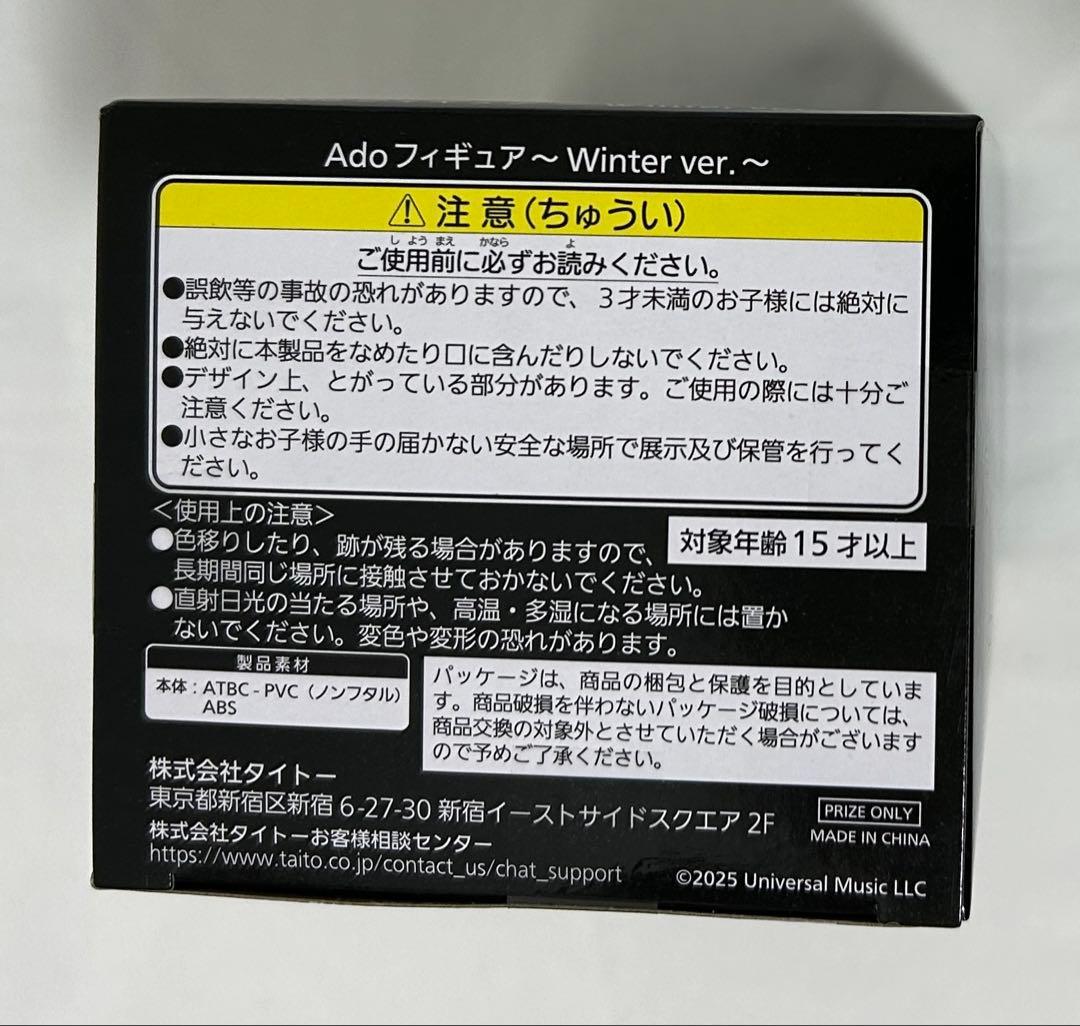 Adoフィギュア～Winter ver.～
⚠注意(ちゅうい)
ご使用前に必ずお読みください。
●誤飲等の事故の恐れがありますので、3才未満のお子様には絶対に
与えないでください。
●絶対に本製品をなめたり口に含んだりしないでください。
●デザイン上、とがっている部分があります。ご使用の際には十分ご
注意ください。
●小さなお子様の手の届かない安全な場所で展示及び保管を行ってく
ださい。
＜使用上の注意＞
●色移りしたり、跡が残る場合がありますので、
長期間同じ場所に接触させておかないでください。
対象年齢15才以上
●直射日光の当たる場所や、高温・多湿になる場所には置か
ないでください。変色や変形の恐れがあります。
製品素材
本体：ATBC-PVC（ノンフタル）
ABS
パッケージは、商品の梱包と保護を目的としていま
す。商品破損を伴わないパッケージ破損については、
商品交換の対象外とさせていただく場合がございます
ので予めご了承ください。
株式会社タイトー
東京都新宿区新宿6-27-30 新宿イーストサイドスクエア2F
株式会社タイトーお客様相談センター
https://www.taito.co.jp/contact_us/chat_support
PRIZE ONLY
MADE IN CHINA
©2025 Universal Music LLC